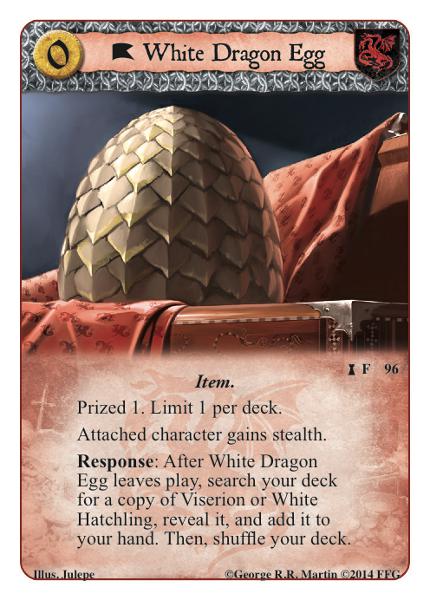 0 White Dragon Egg
F 96
Item.
Prized 1. Limit 1 per deck.
Attached character gains stealth.
Response: After White Dragon
Egg leaves play, search your deck
for a copy of Viserion or White
Hatchling, reveal it, and add it to
your hand. Then, shuffle your deck.
Illus. Julepe ©George R.R. Martin ©2014 FFG